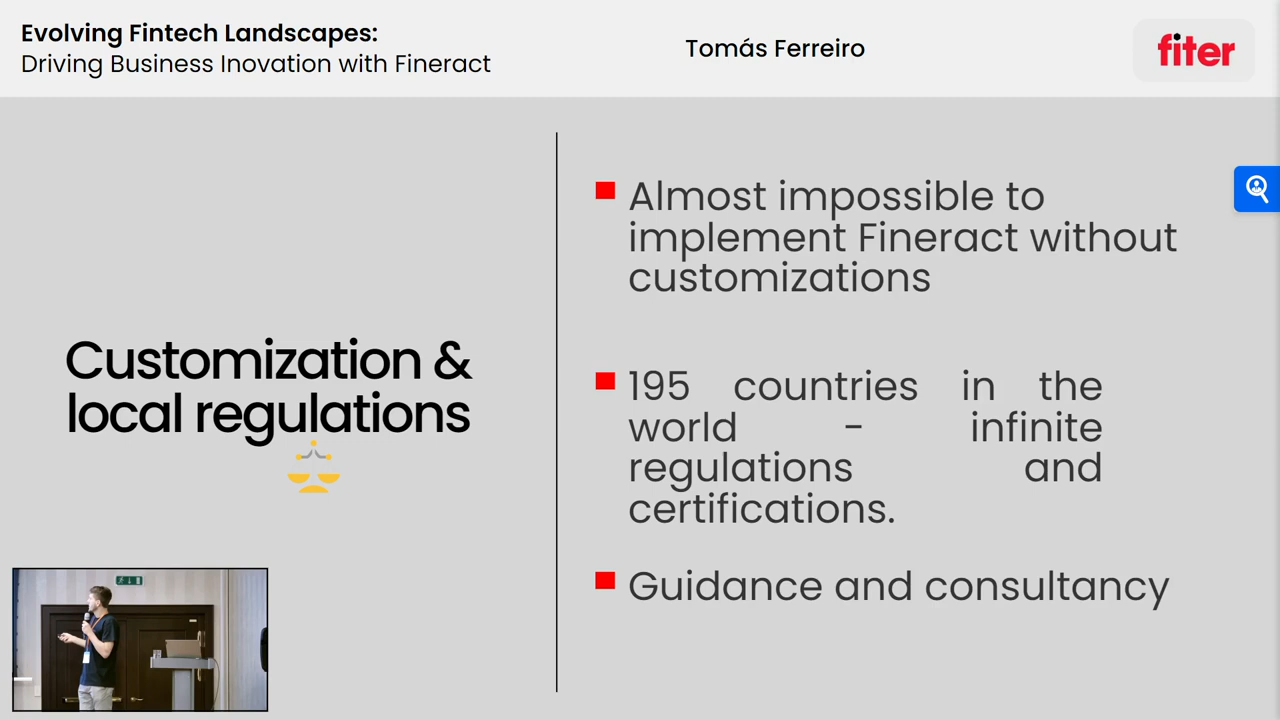 Evolving Fintech Landscapes:
Driving Business Inovation with Fineract
Tomás Ferreiro
fiter
Customization &
local regulations
Almost impossible to
implement Fineract without
customizations
195 countries in the
world - infinite
regulations and
certifications.
Guidance and consultancy